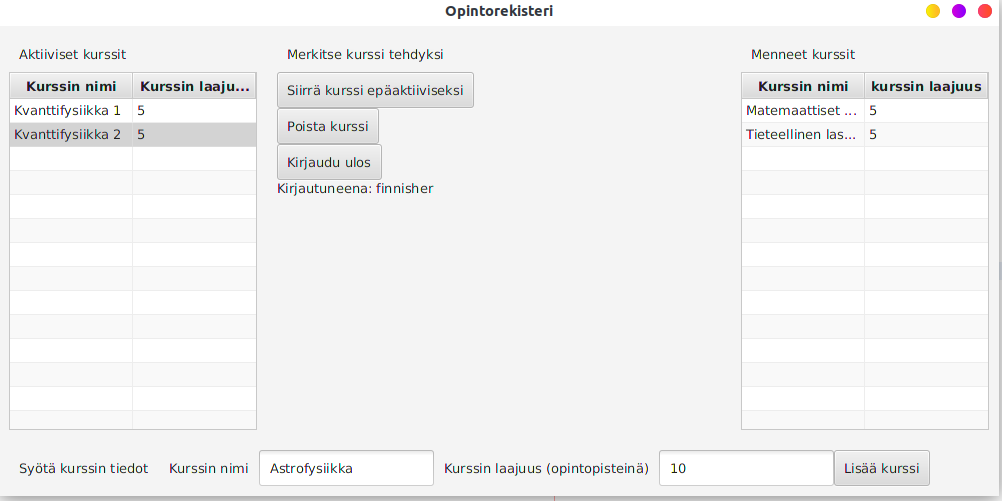 Opintorekisteri
Aktiiviset kurssit
Kurssin nimi Kurssin laaju...
Kvanttifysiikka 1 5
Kvanttifysiikka 2 5
Merkitse kurssi tehdyksi
Siirrä kurssi epäaktiiviseksi
Poista kurssi
Kirjaudu ulos
Kirjautuneena: finnisher
Menneet kurssit
Kurssin nimi kurssin laajuus
Matemaattiset ... 5
Tieteellinen las... 5
Syötä kurssin tiedot Kurssin nimi Astrofysiikka Kurssin laajuus (opintopisteinä) 10 Lisää kurssi